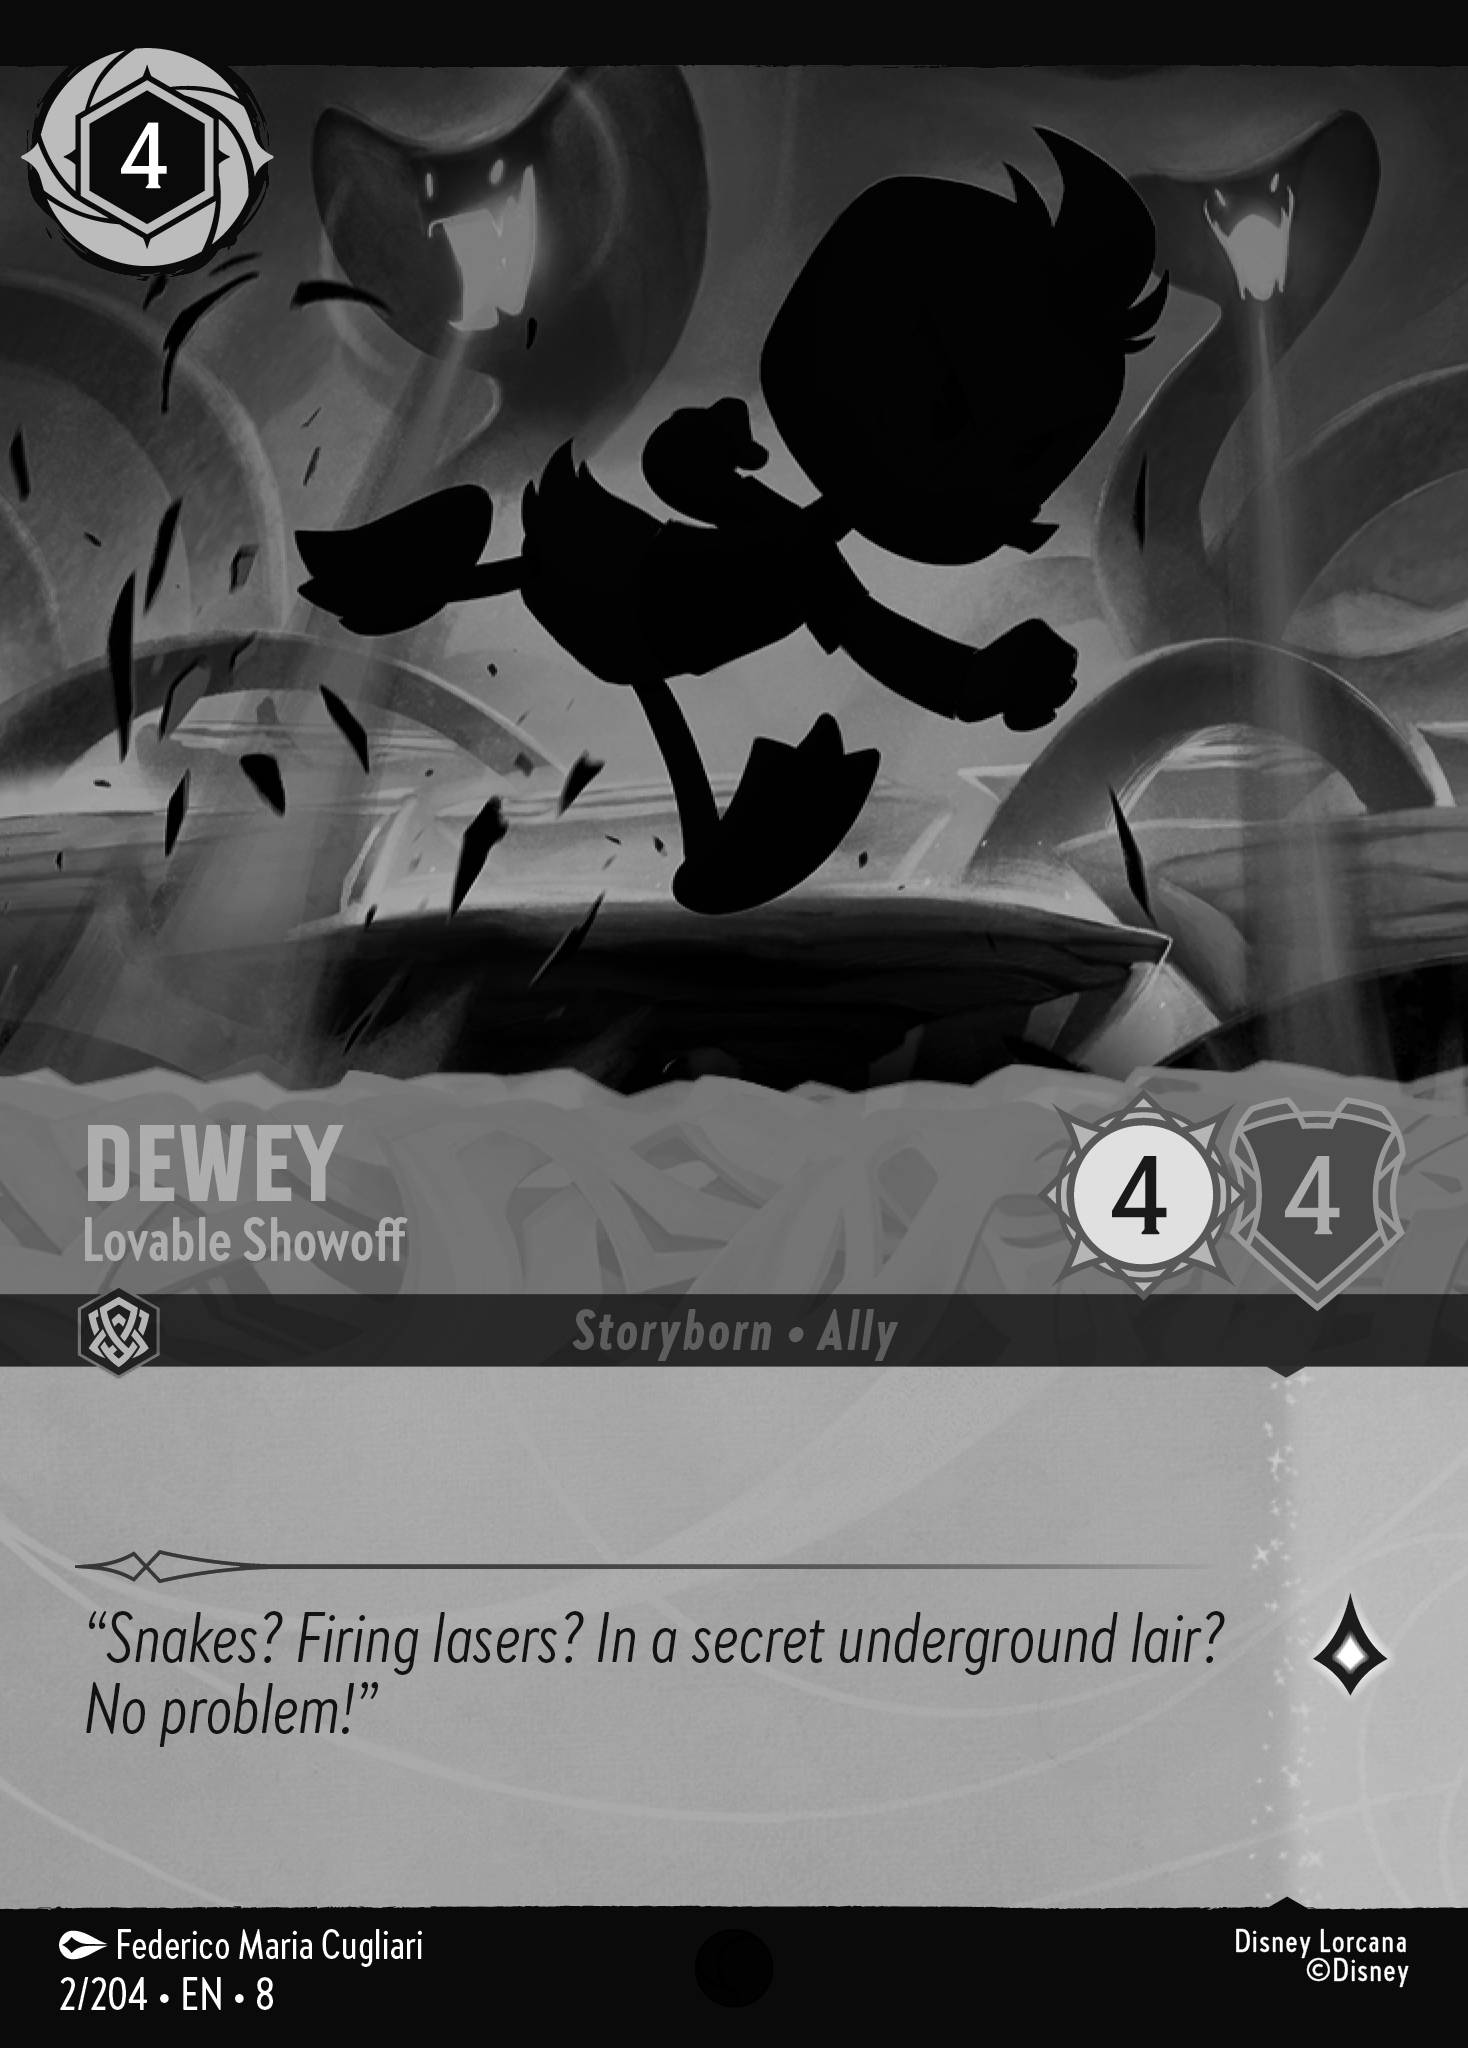 4
DEWEY
Lovable Showoff
4 4
Storyborn • Ally
“Snakes? Firing lasers? In a secret underground lair?
No problem!”
Federico Maria Cugliari
2/204 • EN • 8
Disney Lorcana
©Disney